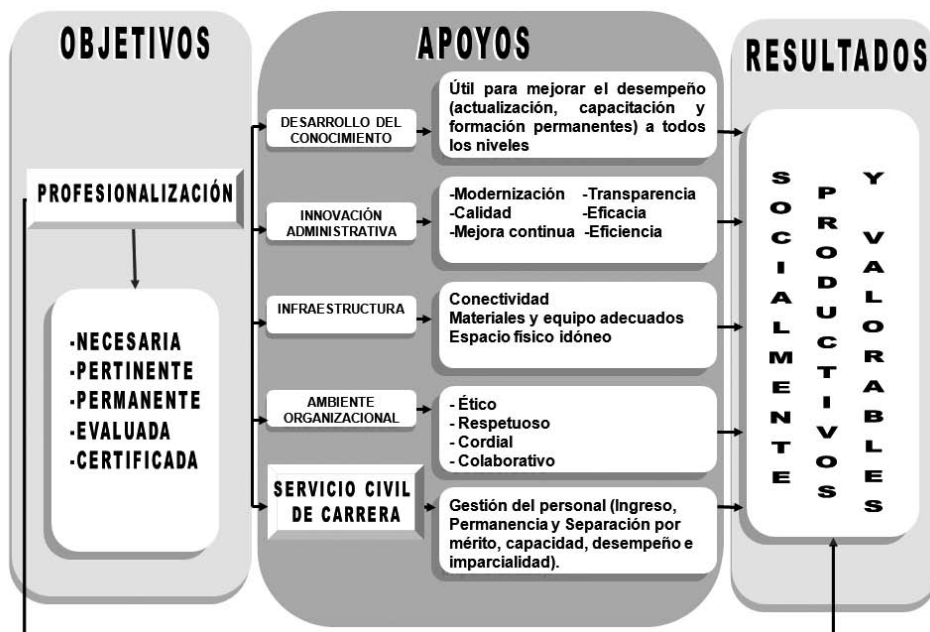 OBJETIVOS
PROFESIONALIZACIÓN
-NECESARIA
-PERTINENTE
-PERMANENTE
-EVALUADA
-CERTIFICADA
APOYOS
DESARROLLO DEL
CONOCIMIENTO
Útil para mejorar el desempeño
(actualización, capacitación y
formación permanentes) a todos
los niveles
INNOVACIÓN
ADMINISTRATIVA
-Modernización -Transparencia
-Calidad -Eficacia
-Mejora continua -Eficiencia
INFRAESTRUCTURA
Conectividad
Materiales y equipo adecuados
Espacio físico idóneo
AMBIENTE
ORGANIZACIONAL
- Ético
- Respetuoso
- Cordial
- Colaborativo
SERVICIO CIVIL
DE CARRERA
Gestión del personal (Ingreso,
Permanencia y Separación por
mérito, capacidad, desempeño e
imparcialidad).
RESULTADOS
SOCIALMENTE
PRODUCTIVOS
Y VALORABLES